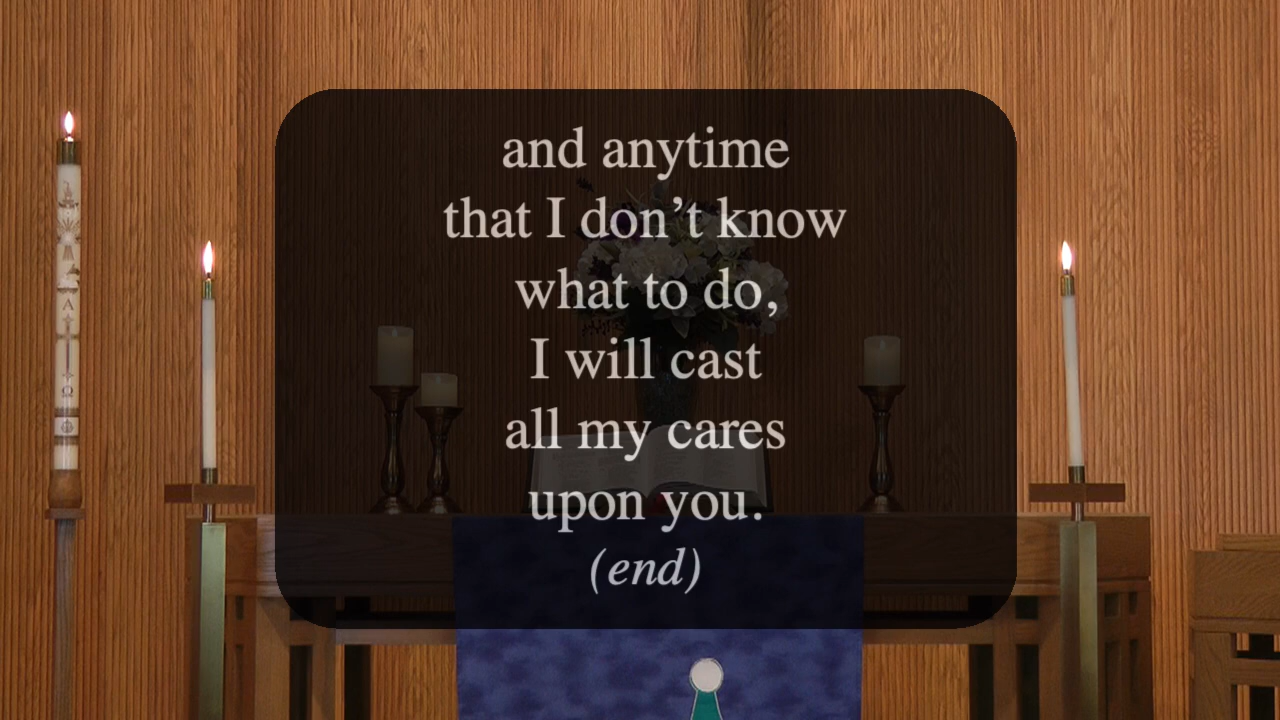 and anytime
that I don’t know
what to do,
I will cast
all my cares
upon you.
(end)
A
Ω